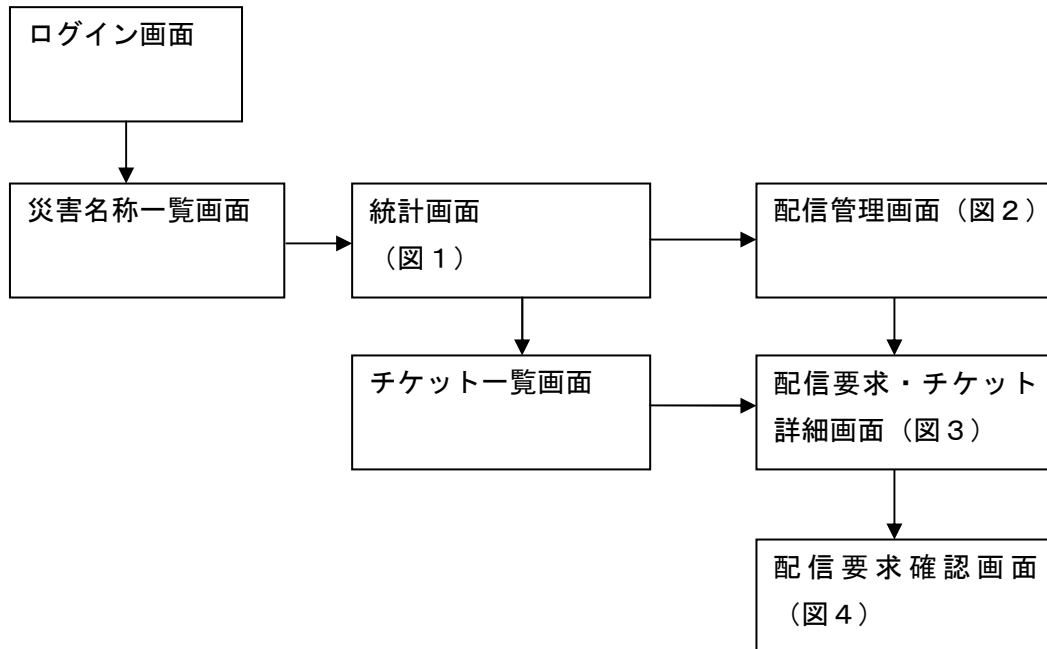 ログイン画面
災害名称一覧画面
統計画面
（図１）
配信管理画面（図２）
チケット一覧画面
配信要求・チケット
詳細画面（図３）
配信要求確認画面
（図４）